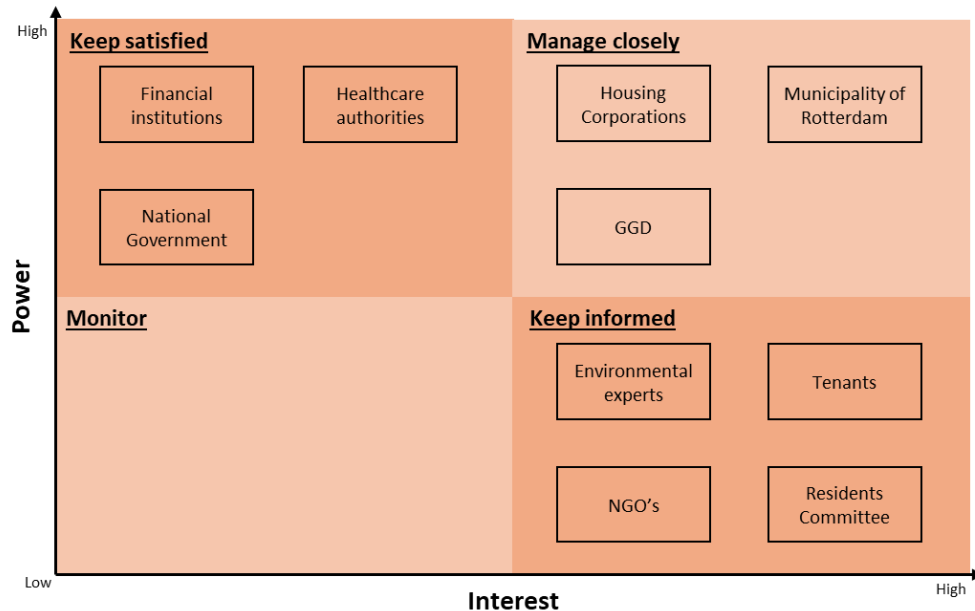 High
Keep satisfied
Financial
institutions
Healthcare
authorities
National
Government
Manage closely
Housing
Corporations
Municipality of
Rotterdam
GGD
Power
Monitor
Keep informed
Environmental
experts
Tenants
NGO's
Residents
Committee
Low
Interest
High